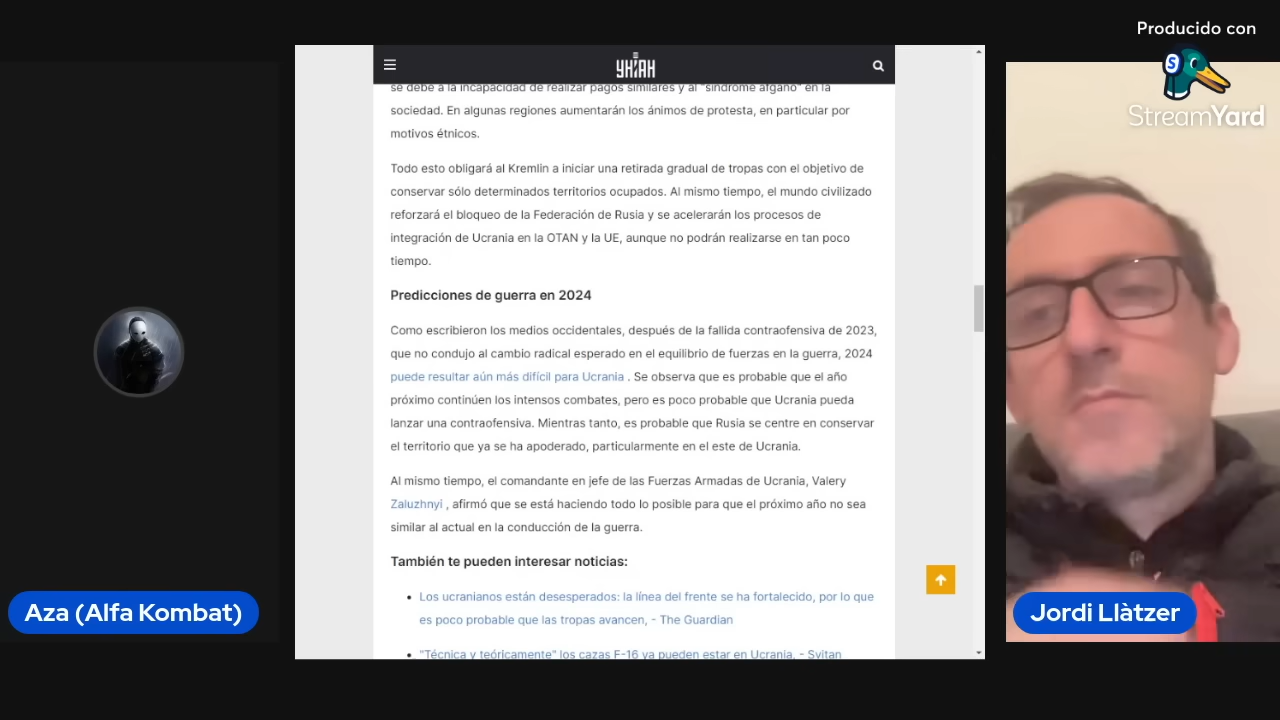 Producido con
StreamYard
УНІАН
se debe a la incapacidad de realizar pagos similares y al "síndrome afgano" en la
sociedad. En algunas regiones aumentarán los ánimos de protesta, en particular por
motivos étnicos.
Todo esto obligará al Kremlin a iniciar una retirada gradual de tropas con el objetivo de
conservar sólo determinados territorios ocupados. Al mismo tiempo, el mundo civilizado
reforzará el bloqueo de la Federación de Rusia y se acelerarán los procesos de
integración de Ucrania en la OTAN y la UE, aunque no podrán realizarse en tan poco
tiempo.
Predicciones de guerra en 2024
Como escribieron los medios occidentales, después de la fallida contraofensiva de 2023,
que no condujo al cambio radical esperado en el equilibrio de fuerzas en la guerra, 2024
puede resultar aún más difícil para Ucrania . Se observa que es probable que el año
próximo continúen los intensos combates, pero es poco probable que Ucrania pueda
lanzar una contraofensiva. Mientras tanto, es probable que Rusia se centre en conservar
el territorio que ya se ha apoderado, particularmente en el este de Ucrania.
Al mismo tiempo, el comandante en jefe de las Fuerzas Armadas de Ucrania, Valery
Zaluzhnyi , afirmó que se está haciendo todo lo posible para que el próximo año no sea
similar al actual en la conducción de la guerra.
También te pueden interesar noticias:
Los ucranianos están desesperados: la línea del frente se ha fortalecido, por lo que
es poco probable que las tropas avancen, - The Guardian
"Técnica y teóricamente" los cazas F-16 ya pueden estar en Ucrania, - Svitan
Aza (Alfa Kombat)
Jordi Llàtzer